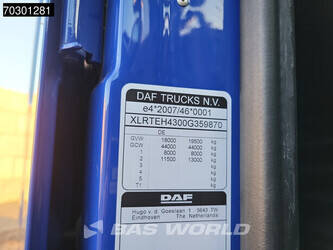 70301281
DAF TRUCKS N.V.
e4*2007/46*0001
XLRTEH4300G359870
DE
GVW 18000 19500 kg
GCW 44000 44000 kg
1 8000 8000 kg
2 11500 13000 kg
3 kg
4 kg
5 kg
T1 kg
DAF
Hugo v. d. Goeslaan 1 5643 TW
Eindhoven The Netherlands
BAS WORLD